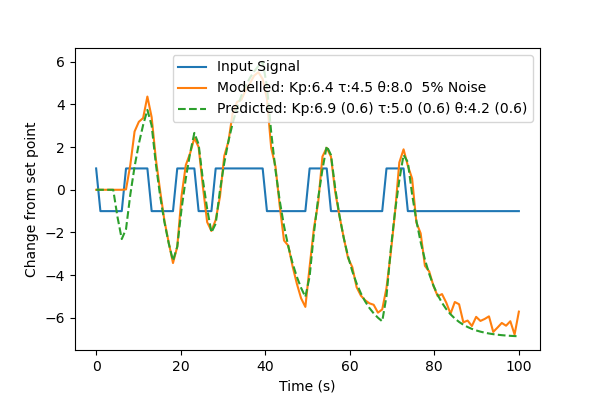 Input Signal
Modelled: Kp:6.4 τ:4.5 θ:8.0  5% Noise
Predicted: Kp:6.9 (0.6) τ:5.0 (0.6) θ:4.2 (0.6)
Change from set point
6
4
2
0
−2
−4
−6
0 20 40 60 80 100
Time (s)